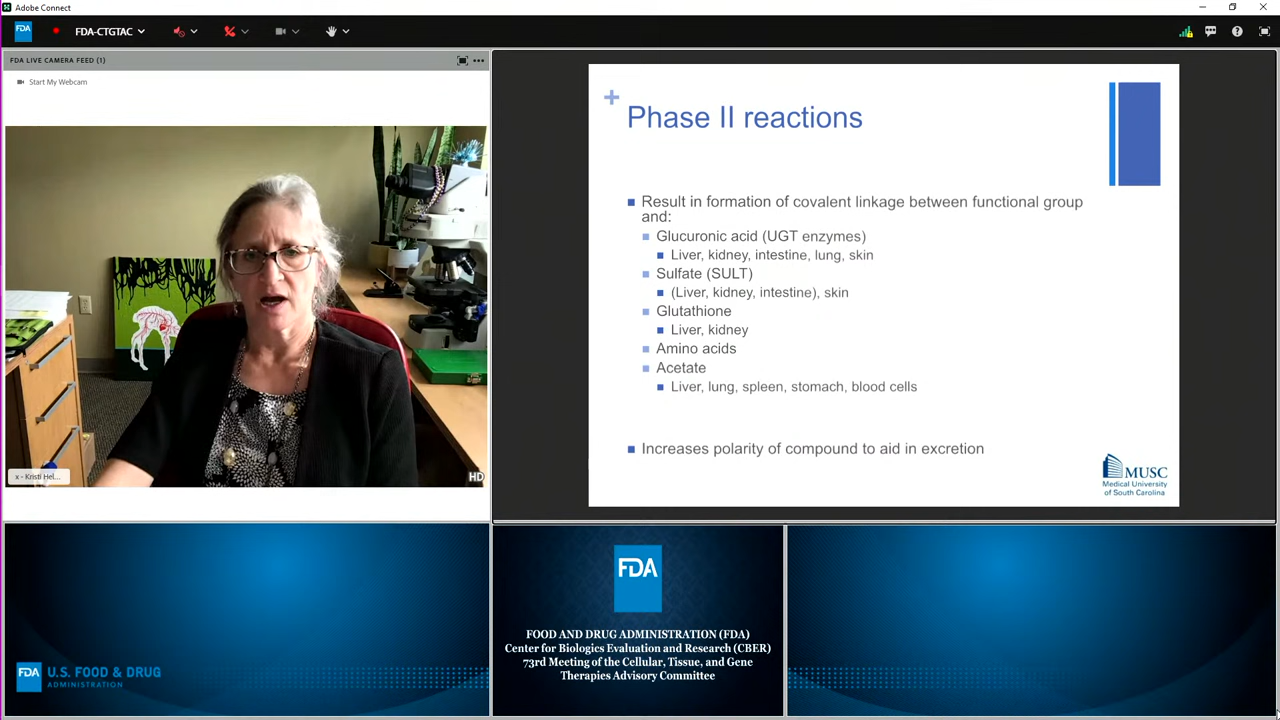 Adobe Connect
FDA
FDA-CTGTAC
FDA LIVE CAMERA FEED (1)
Start My Webcam
x - Kristi Hel...
HD
+
Phase II reactions
Result in formation of covalent linkage between functional group
and:
Glucuronic acid (UGT enzymes)
Liver, kidney, intestine, lung, skin
Sulfate (SULT)
(Liver, kidney, intestine), skin
Glutathione
Liver, kidney
Amino acids
Acetate
Liver, lung, spleen, stomach, blood cells
Increases polarity of compound to aid in excretion
MUSC
Medical University
of South Carolina
FDA U.S. FOOD & DRUG
ADMINISTRATION
FDA
FOOD AND DRUG ADMINISTRATION (FDA)
Center for Biologics Evaluation and Research (CBER)
73rd Meeting of the Cellular, Tissue, and Gene
Therapies Advisory Committee